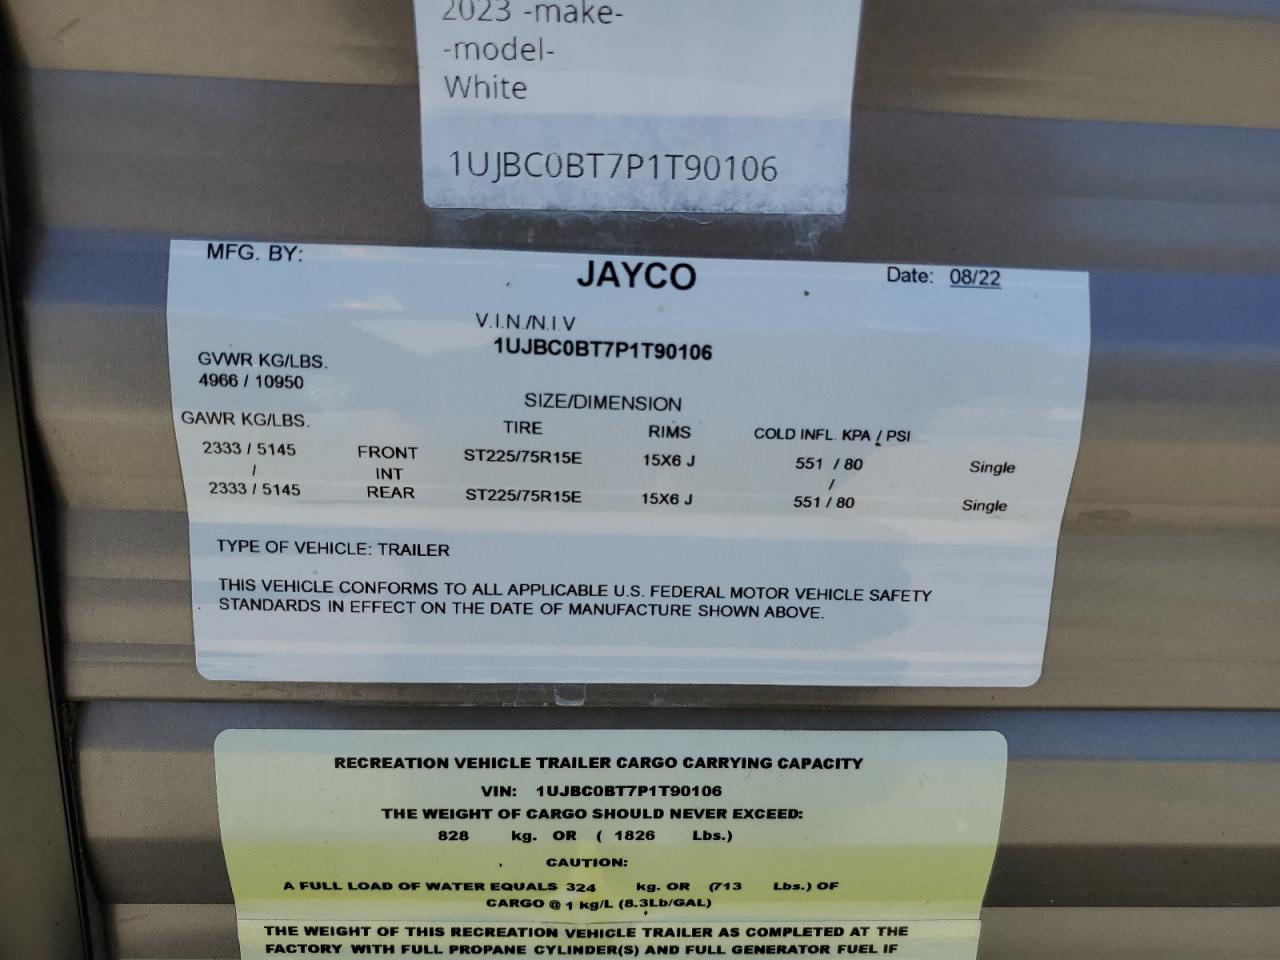 2023 -make-
-model-
White
1UJBC0BT7P1T90106
MFG. BY: JAYCO Date: 08/22
V.I.N./N.I.V
1UJBC0BT7P1T90106
GVWR KG/LBS.
4966 / 10950
SIZE/DIMENSION
GAWR KG/LBS. TIRE RIMS COLD INFL. KPA / PSI
2333 / 5145 FRONT ST225/75R15E 15X6 J 551 / 80 Single
/ INT /
2333 / 5145 REAR ST225/75R15E 15X6 J 551 / 80 Single
TYPE OF VEHICLE: TRAILER
THIS VEHICLE CONFORMS TO ALL APPLICABLE U.S. FEDERAL MOTOR VEHICLE SAFETY
STANDARDS IN EFFECT ON THE DATE OF MANUFACTURE SHOWN ABOVE.
RECREATION VEHICLE TRAILER CARGO CARRYING CAPACITY
VIN: 1UJBC0BT7P1T90106
THE WEIGHT OF CARGO SHOULD NEVER EXCEED:
828 kg. OR ( 1826 Lbs.)
CAUTION:
A FULL LOAD OF WATER EQUALS 324 kg. OR (713 Lbs.) OF
CARGO @ 1 kg/L (8.3Lb/GAL)
THE WEIGHT OF THIS RECREATION VEHICLE TRAILER AS COMPLETED AT THE
FACTORY WITH FULL PROPANE CYLINDER(S) AND FULL GENERATOR FUEL IF